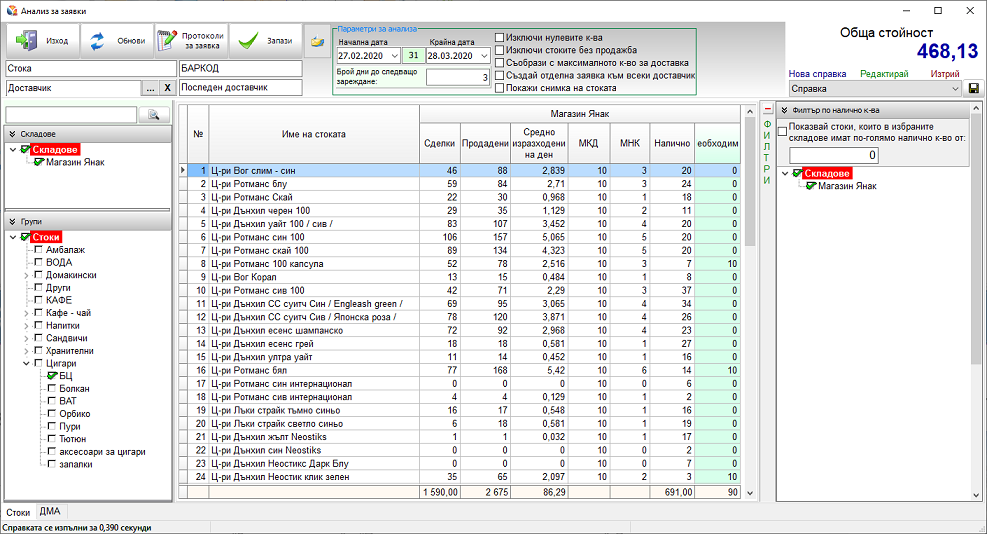 Анализ за заявки
Изход
Обнови
Протоколи за заявка
Запази
Параметри за анализа
Начална дата
Крайна дата
27.02.2020
31
28.03.2020
Брой дни до следващо зареждане:
3
Изключи нулевите к-ва
Изключи стоките без продажба
Съобрази с максималното к-во за доставка
Създай отделна заявка към всеки доставчик
Покажи снимка на стоката
Обща стойност
468,13
Нова справка Редактирай Изтрий
Справка
Стока
БАРКОД
Доставчик ... X Последен доставчик
Складове
Складове
Магазин Янак
Групи
Стоки
Амбалаж
ВОДА
Домакински
Други
КАФЕ
Кафе - чай
Напитки
Сандвичи
Хранителни
Цигари
БЦ
Болкан
ВАТ
Орбико
Пури
Тютюн
аксесоари за цигари
запалки
Магазин Янак
№ Име на стоката Сделки Продадени Средно изразходени на ден МКД МНК Налично еобходим
1 Ц-ри Вог слим - син 46 88 2,839 10 3 20 0
2 Ц-ри Ротманс блу 59 84 2,71 10 3 24 0
3 Ц-ри Ротманс Скай 22 30 0,968 10 1 18 0
4 Ц-ри Дънхил черен 100 29 35 1,129 10 2 11 0
5 Ц-ри Дънхил уайт 100 / сив / 83 107 3,452 10 4 20 0
6 Ц-ри Ротманс син 100 106 157 5,065 10 5 20 0
7 Ц-ри Ротманс скай 100 89 134 4,323 10 5 20 0
8 Ц-ри Ротманс 100 капсула 52 78 2,516 10 3 7 10
9 Ц-ри Вог Корал 13 15 0,484 10 1 8 0
10 Ц-ри Ротманс сив 100 42 71 2,29 10 3 37 0
11 Ц-ри Дънхил СС суитч Син / Engleash green / 69 95 3,065 10 4 34 0
12 Ц-ри Дънхил СС суитч Сив / Японска роза / 78 120 3,871 10 4 26 0
13 Ц-ри Дънхил есенс шампанско 72 92 2,968 10 4 23 0
14 Ц-ри Дънхил есенс грей 18 18 0,581 10 1 27 0
15 Ц-ри Дънхил ултра уайт 11 14 0,452 10 1 16 0
16 Ц-ри Ротманс бял 77 168 5,42 10 6 14 10
17 Ц-ри Ротманс син интернационал 0 0 0 10 0 6 0
18 Ц-ри Ротманс сив интернационал 4 4 0,129 10 1 2 0
19 Ц-ри Лъки страйк тъмно синьо 16 17 0,548 10 1 16 0
20 Ц-ри Лъки страйк светло синьо 6 18 0,581 10 1 19 0
21 Ц-ри Дънхил жълт Neostiks 1 1 0,032 10 1 17 0
22 Ц-ри Дънхил син Neostiks 0 0 0 10 0 0 0
23 Ц-ри Дънхил Неостикс Дарк Блу 0 0 0 10 0 7 0
24 Ц-ри Дънхил Неостик клик зелен 35 65 2,097 10 2 3 10
1 590,00 2 675 86,29 691,00 90
ФИЛТРИ
Филтър по налично к-ва
Показвай стоки, които в избраните складове имат по-голямо налично к-во от:
0
Складове
Магазин Янак
Стоки ДМА
Справката се изпълни за 0,390 секунди